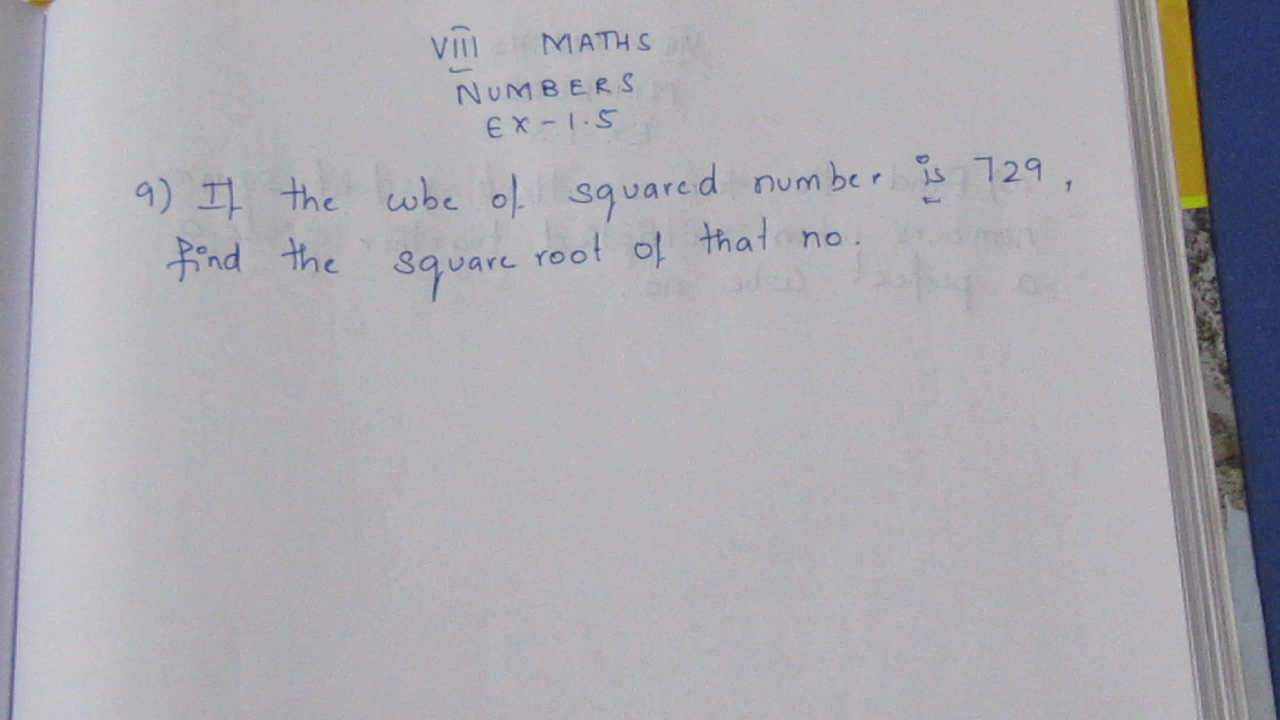 VIII MATHS
NUMBERS
EX-1.5
9) If the cube of squared number is 729,
find the square root of that no.